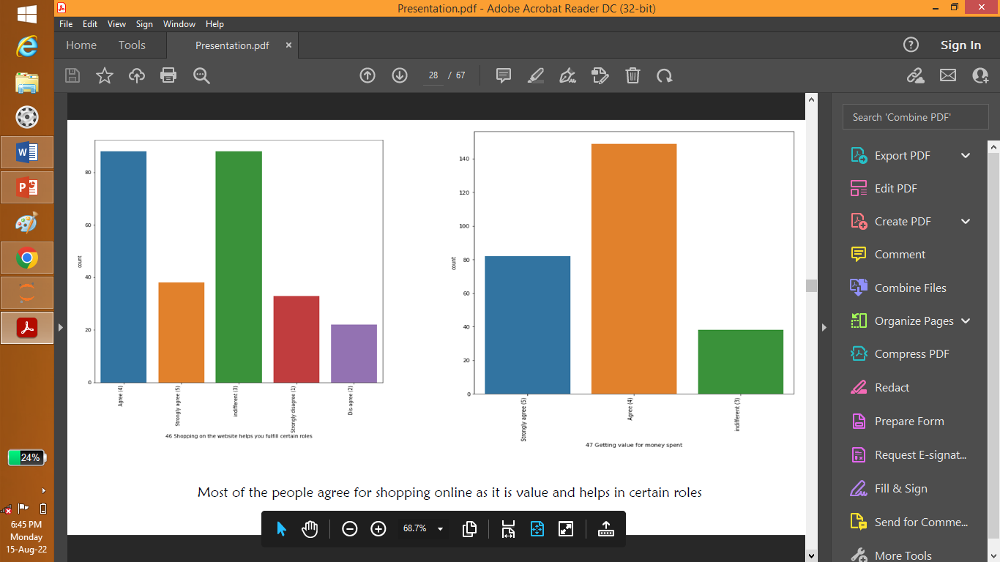 Presentation.pdf - Adobe Acrobat Reader DC (32-bit)
File Edit View Sign Window Help
Home Tools Presentation.pdf × Sign In
28 / 67
Search 'Combine PDF'
Export PDF
Edit PDF
Create PDF
Comment
Combine Files
Organize Pages
Compress PDF
Redact
Prepare Form
Request E-signat...
Fill & Sign
Send for Comme...
More Tools
80
60
40
20
0
count
Agree (4)
Strongly agree (5)
indifferent (3)
Strongly disagree (1)
Dis-agree (2)
46 Shopping on the website helps you fulfill certain roles
140
120
100
80
60
40
20
0
count
Strongly agree (5)
Agree (4)
indifferent (3)
47 Getting value for money spent
Most of the people agree for shopping online as it is value and helps in certain roles
68.7%
24%
6:45 PM
Monday
15-Aug-22